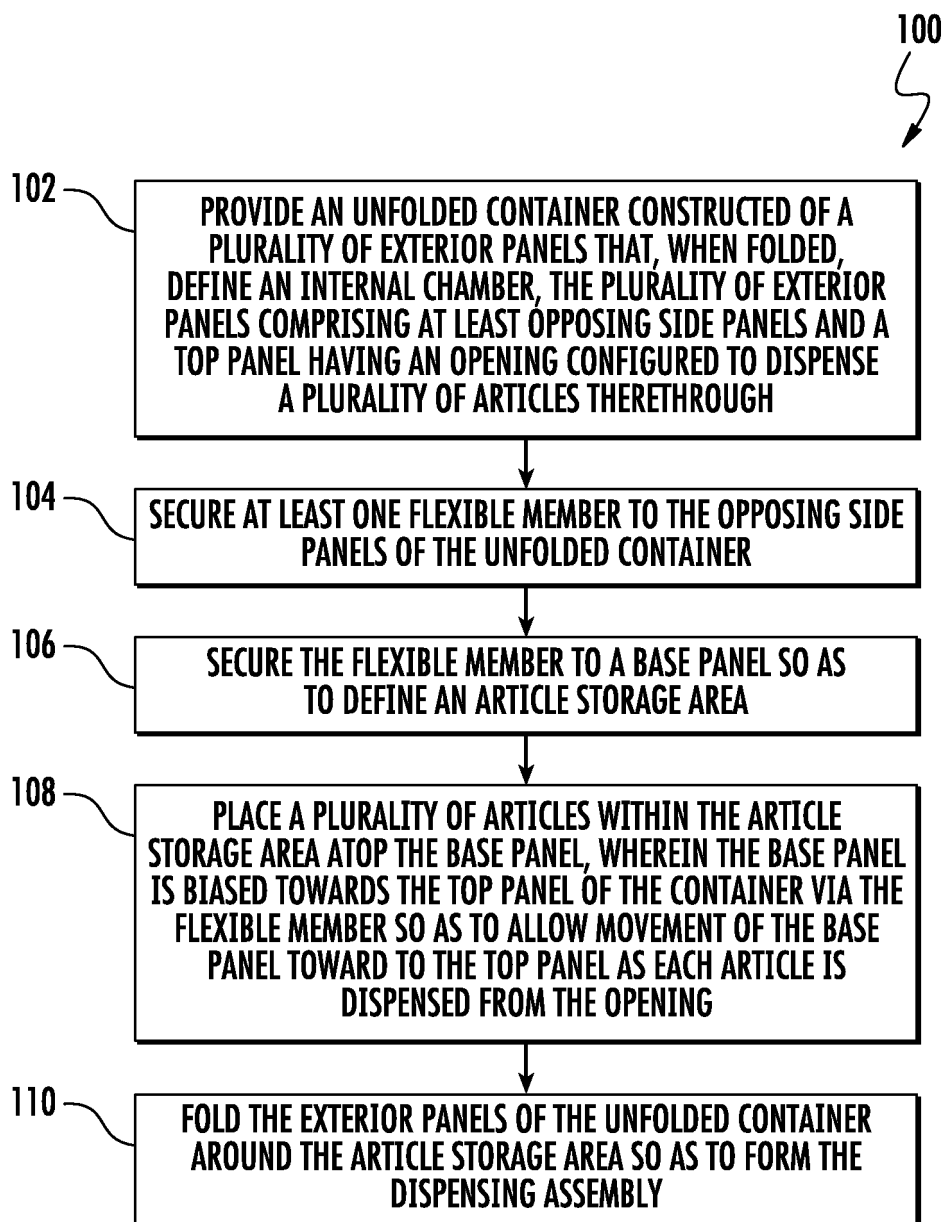 100
102
PROVIDE AN UNFOLDED CONTAINER CONSTRUCTED OF A
PLURALITY OF EXTERIOR PANELS THAT, WHEN FOLDED,
DEFINE AN INTERNAL CHAMBER, THE PLURALITY OF EXTERIOR
PANELS COMPRISING AT LEAST OPPOSING SIDE PANELS AND A
TOP PANEL HAVING AN OPENING CONFIGURED TO DISPENSE
A PLURALITY OF ARTICLES THERETHROUGH
104
SECURE AT LEAST ONE FLEXIBLE MEMBER TO THE OPPOSING SIDE
PANELS OF THE UNFOLDED CONTAINER
106
SECURE THE FLEXIBLE MEMBER TO A BASE PANEL SO AS
TO DEFINE AN ARTICLE STORAGE AREA
108
PLACE A PLURALITY OF ARTICLES WITHIN THE ARTICLE
STORAGE AREA ATOP THE BASE PANEL, WHEREIN THE BASE PANEL
IS BIASED TOWARDS THE TOP PANEL OF THE CONTAINER VIA THE
FLEXIBLE MEMBER SO AS TO ALLOW MOVEMENT OF THE BASE
PANEL TOWARD TO THE TOP PANEL AS EACH ARTICLE IS
DISPENSED FROM THE OPENING
110
FOLD THE EXTERIOR PANELS OF THE UNFOLDED CONTAINER
AROUND THE ARTICLE STORAGE AREA SO AS TO FORM THE
DISPENSING ASSEMBLY